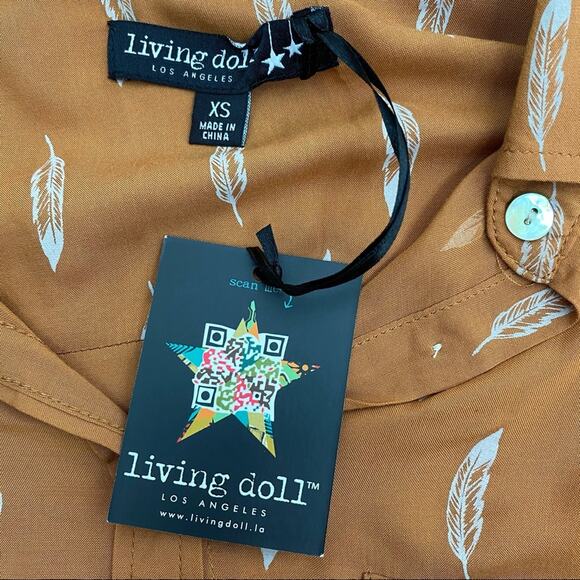 living doll
LOS ANGELES
XS
MADE IN
CHINA
scan me
living doll™
LOS ANGELES
www.livingdoll.la